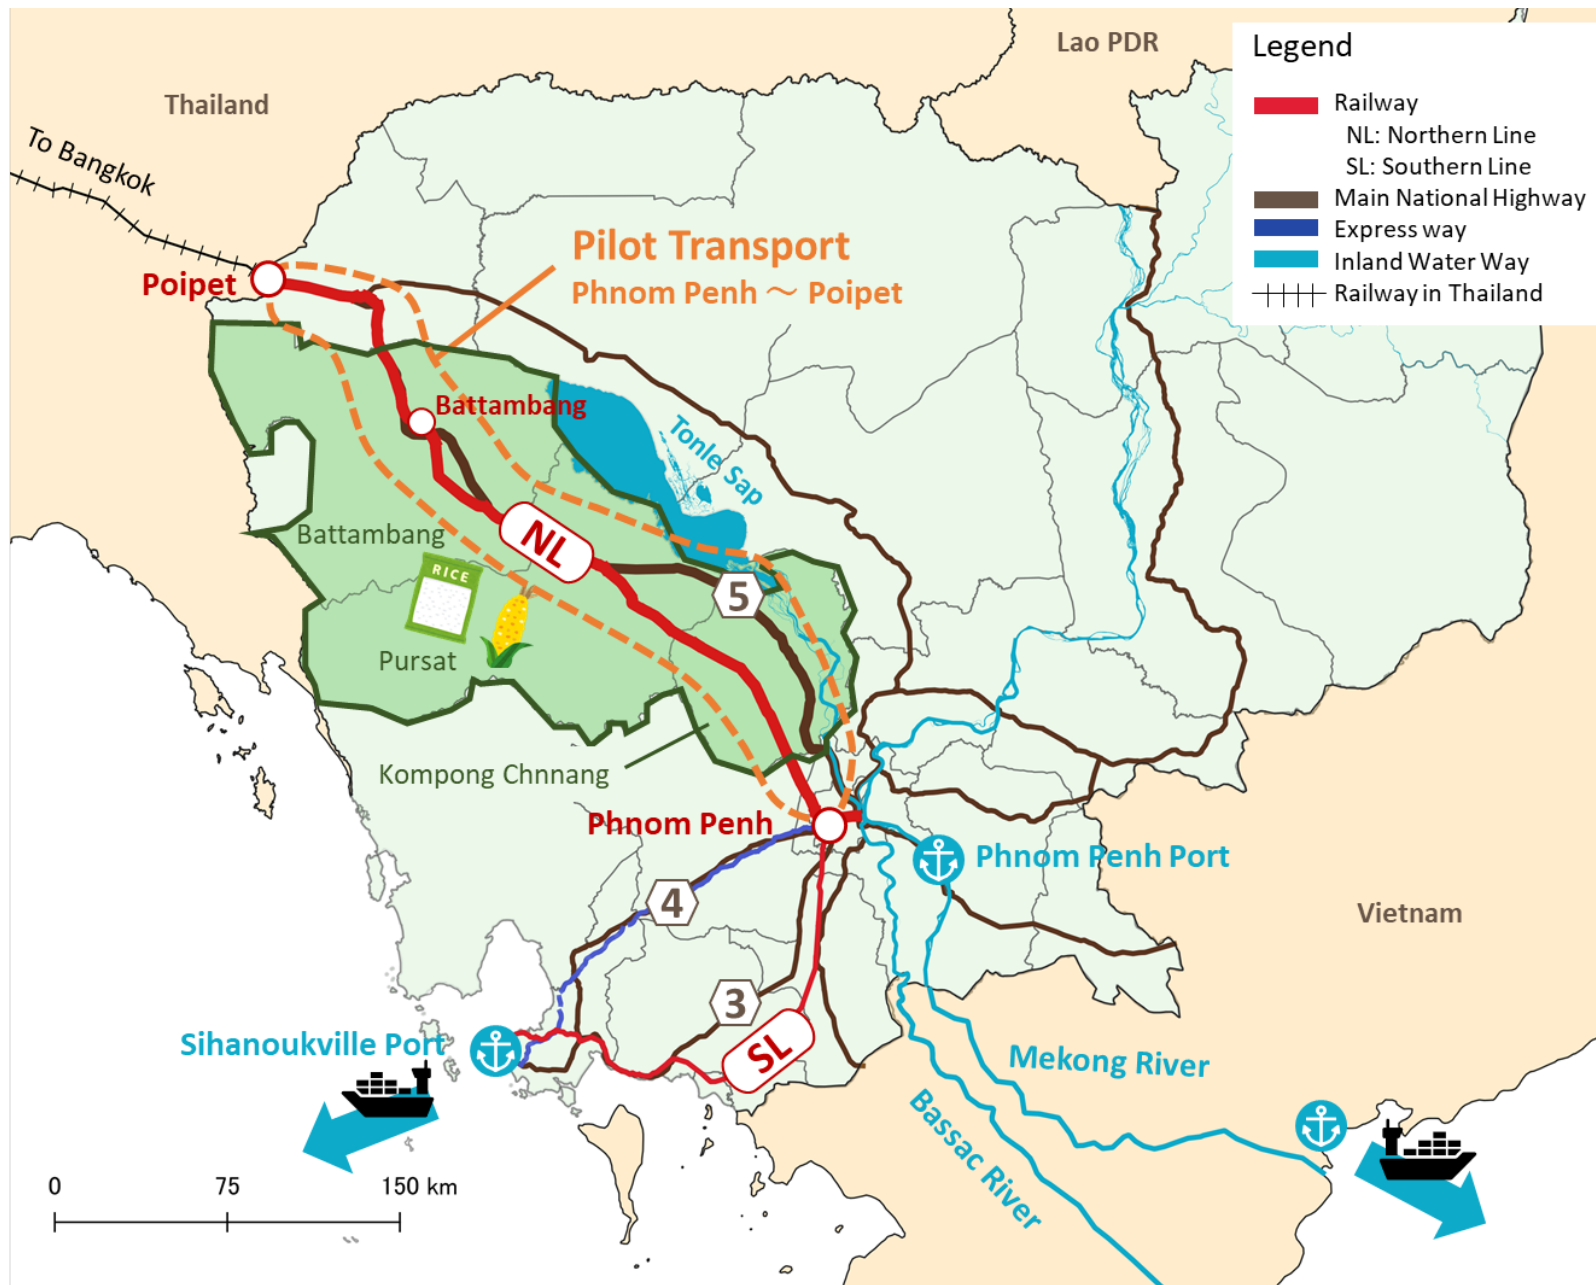 Lao PDR
Thailand
To Bangkok
Legend
Railway
NL: Northern Line
SL: Southern Line
Main National Highway
Express way
Inland Water Way
Railway in Thailand
Pilot Transport
Phnom Penh ～ Poipet
Poipet
Battambang
Tonle Sap
NL
Battambang
RICE
5
Pursat
Kompong Chnnang
Phnom Penh
Phnom Penh Port
4
Vietnam
3
SL
Sihanoukville Port
Mekong River
Bassac River
0 75 150 km